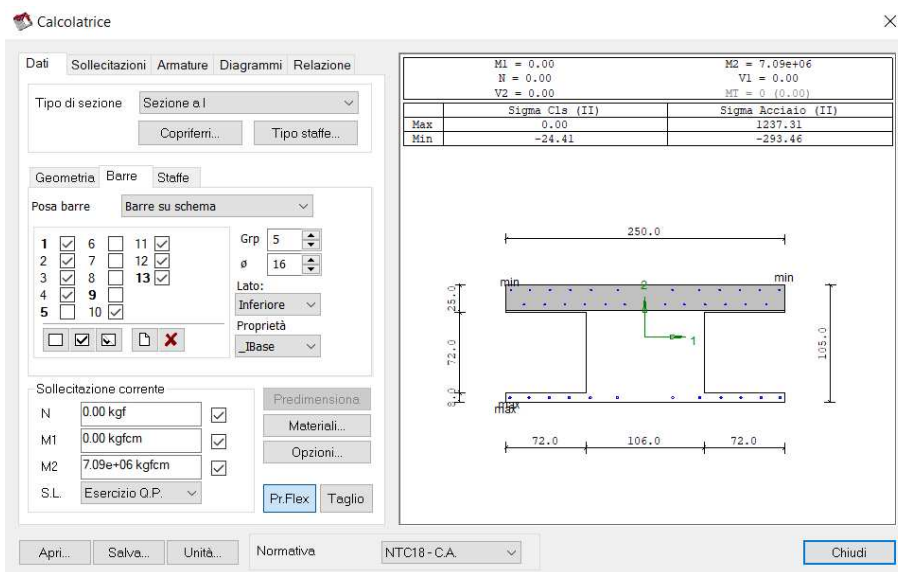 Calcolatrice
Dati Sollecitazioni Armature Diagrammi Relazione
Tipo di sezione Sezione a I
Copriferri... Tipo staffe...
Geometria Barre Staffe
Posa barre Barre su schema
1 6 11 Grp 5
2 7 12 ø 16
3 8 13 Lato:
4 9 Inferiore
5 10 Proprietà
_IBase
Sollecitazione corrente
N 0.00 kgf
M1 0.00 kgfcm
M2 7.09e+06 kgfcm
S.L. Esercizio Q.P.
Predimensiona
Materiali...
Opzioni...
Pr.Flex Taglio
M1 = 0.00 M2 = 7.09e+06
N = 0.00 V1 = 0.00
V2 = 0.00 MT = 0 (0.00)
Sigma Cls (II) Sigma Acciaio (II)
Max 0.00 1237.31
Min -24.41 -293.46
250.0
min min
2
25.0
1
72.0
105.0
8.0
max
max
72.0 106.0 72.0
Apri... Salva... Unità... Normativa NTC18 - C.A. Chiudi